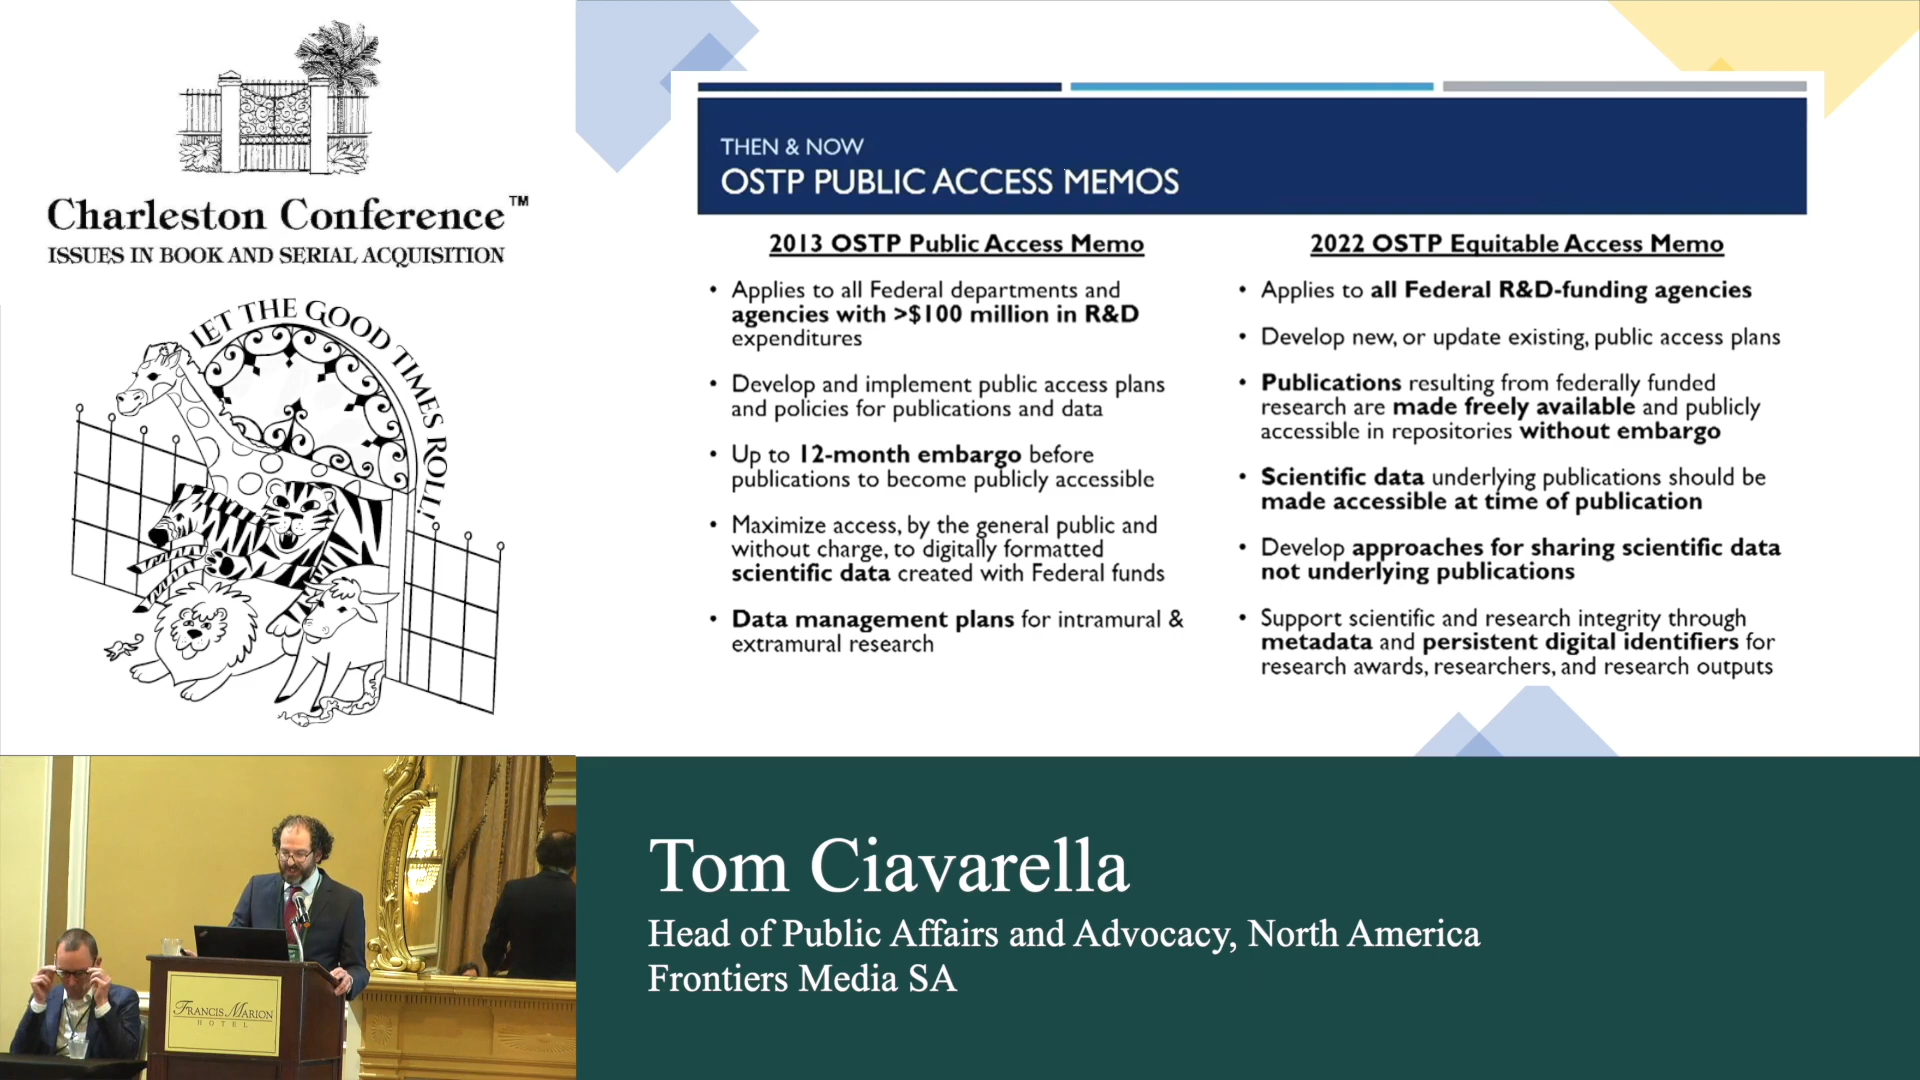 Charleston Conference™
ISSUES IN BOOK AND SERIAL ACQUISITION
LET THE GOOD TIMES ROLL!
THEN & NOW
OSTP PUBLIC ACCESS MEMOS
2013 OSTP Public Access Memo
• Applies to all Federal departments and
agencies with >$100 million in R&D
expenditures
• Develop and implement public access plans
and policies for publications and data
• Up to 12-month embargo before
publications to become publicly accessible
• Maximize access, by the general public and
without charge, to digitally formatted
scientific data created with Federal funds
• Data management plans for intramural &
extramural research
2022 OSTP Equitable Access Memo
• Applies to all Federal R&D-funding agencies
• Develop new, or update existing, public access plans
• Publications resulting from federally funded
research are made freely available and publicly
accessible in repositories without embargo
• Scientific data underlying publications should be
made accessible at time of publication
• Develop approaches for sharing scientific data
not underlying publications
• Support scientific and research integrity through
metadata and persistent digital identifiers for
research awards, researchers, and research outputs
FRANCIS MARION
HOTEL
Tom Ciavarella
Head of Public Affairs and Advocacy, North America
Frontiers Media SA